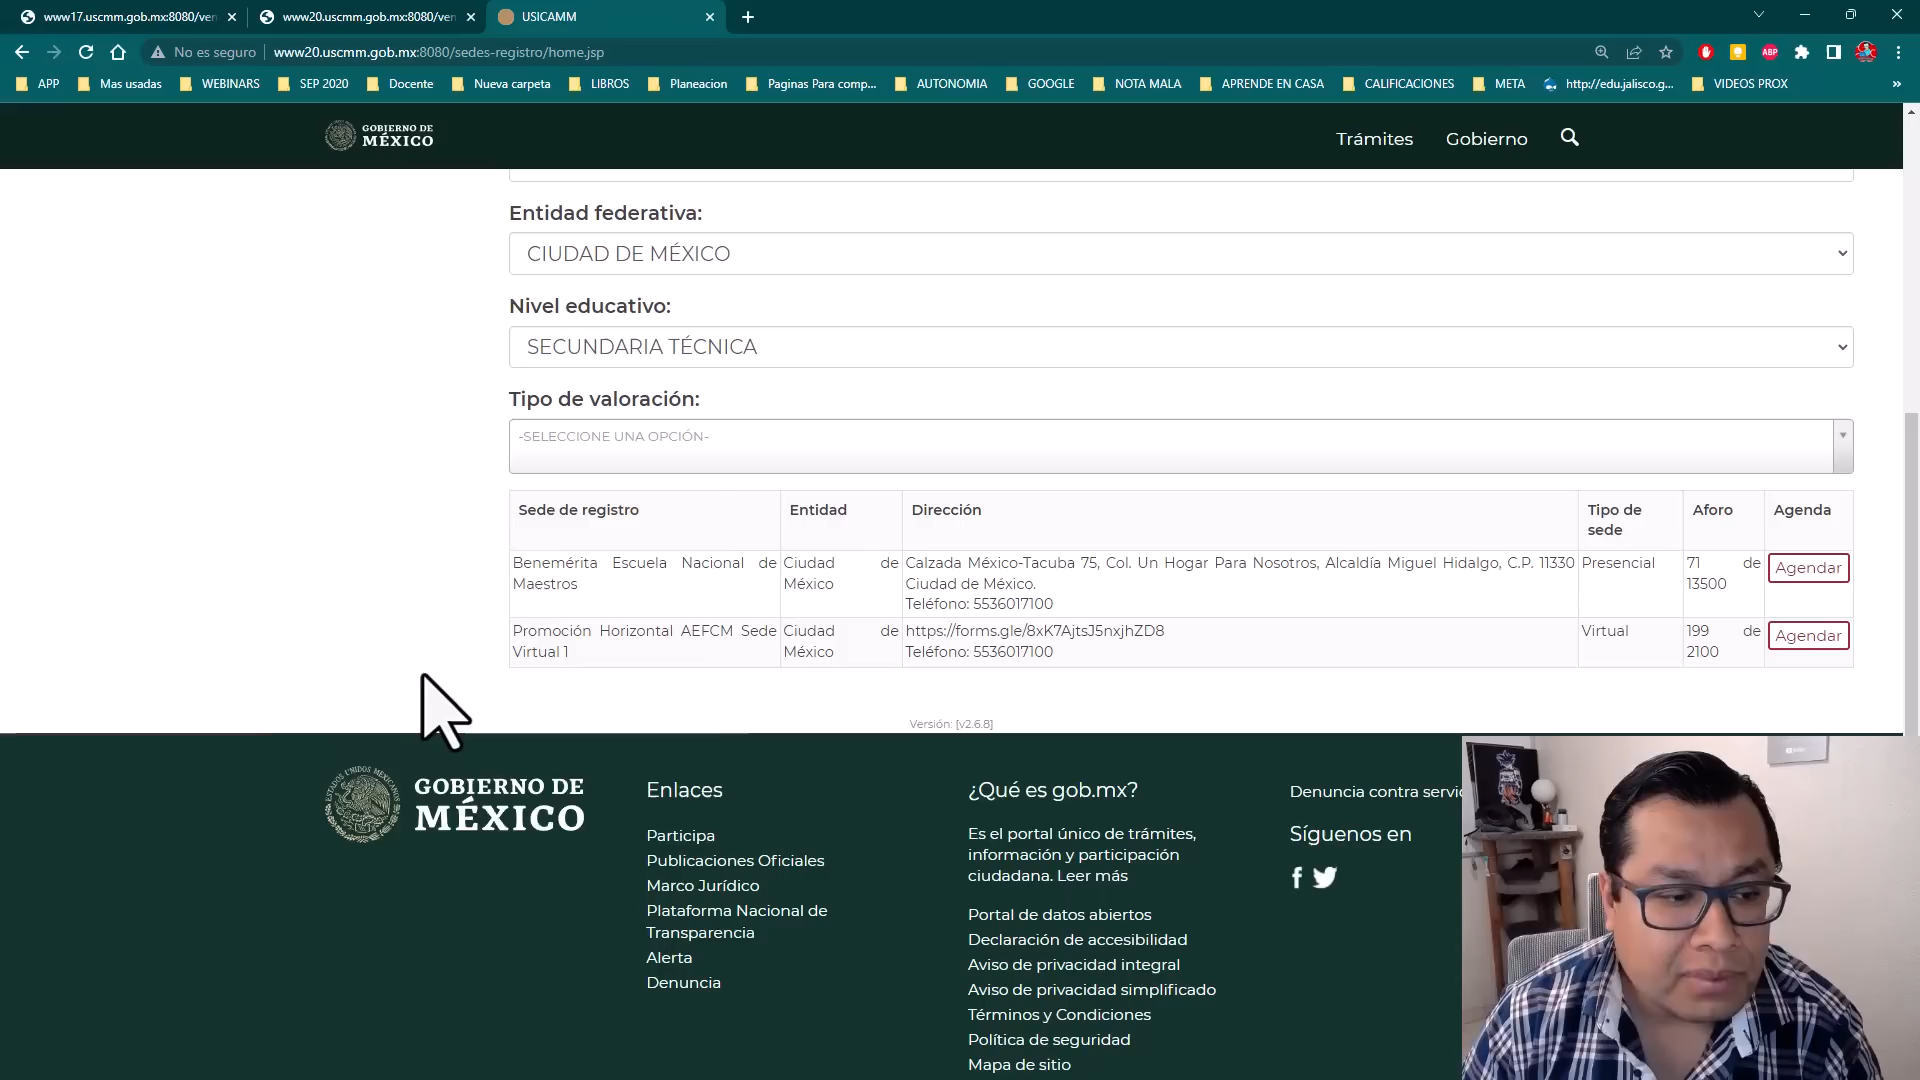 www17.uscmm.gob.mx:8080/ven
www20.uscmm.gob.mx:8080/ven
USICAMM
No es seguro
www20.uscmm.gob.mx:8080/sedes-registro/home.jsp
APP
Mas usadas
WEBINARS
SEP 2020
Docente
Nueva carpeta
LIBROS
Planeacion
Paginas Para comp...
AUTONOMIA
GOOGLE
NOTA MALA
APRENDE EN CASA
CALIFICACIONES
META
http://edu.jalisco.g...
VIDEOS PROX
ABP
GOBIERNO DE
MÉXICO
Trámites
Gobierno
Entidad federativa:
CIUDAD DE MÉXICO
Nivel educativo:
SECUNDARIA TÉCNICA
Tipo de valoración:
-SELECCIONE UNA OPCIÓN-
Sede de registro
Entidad
Dirección
Tipo de
sede
Aforo
Agenda
Benemérita Escuela Nacional de
Maestros
Ciudad de
México
Calzada México-Tacuba 75, Col. Un Hogar Para Nosotros, Alcaldía Miguel Hidalgo, C.P. 11330
Ciudad de México.
Teléfono: 5536017100
Presencial
71 de
13500
Agendar
Promoción Horizontal AEFCM Sede
Virtual 1
Ciudad de
México
https://forms.gle/8xK7AjtsJ5nxjhZD8
Teléfono: 5536017100
Virtual
199 de
2100
Agendar
Versión: [v2.6.8]
GOBIERNO DE
MÉXICO
Enlaces
Participa
Publicaciones Oficiales
Marco Jurídico
Plataforma Nacional de
Transparencia
Alerta
Denuncia
¿Qué es gob.mx?
Es el portal único de trámites,
información y participación
ciudadana. Leer más
Portal de datos abiertos
Declaración de accesibilidad
Aviso de privacidad integral
Aviso de privacidad simplificado
Términos y Condiciones
Política de seguridad
Mapa de sitio
Denuncia contra servic
Síguenos en